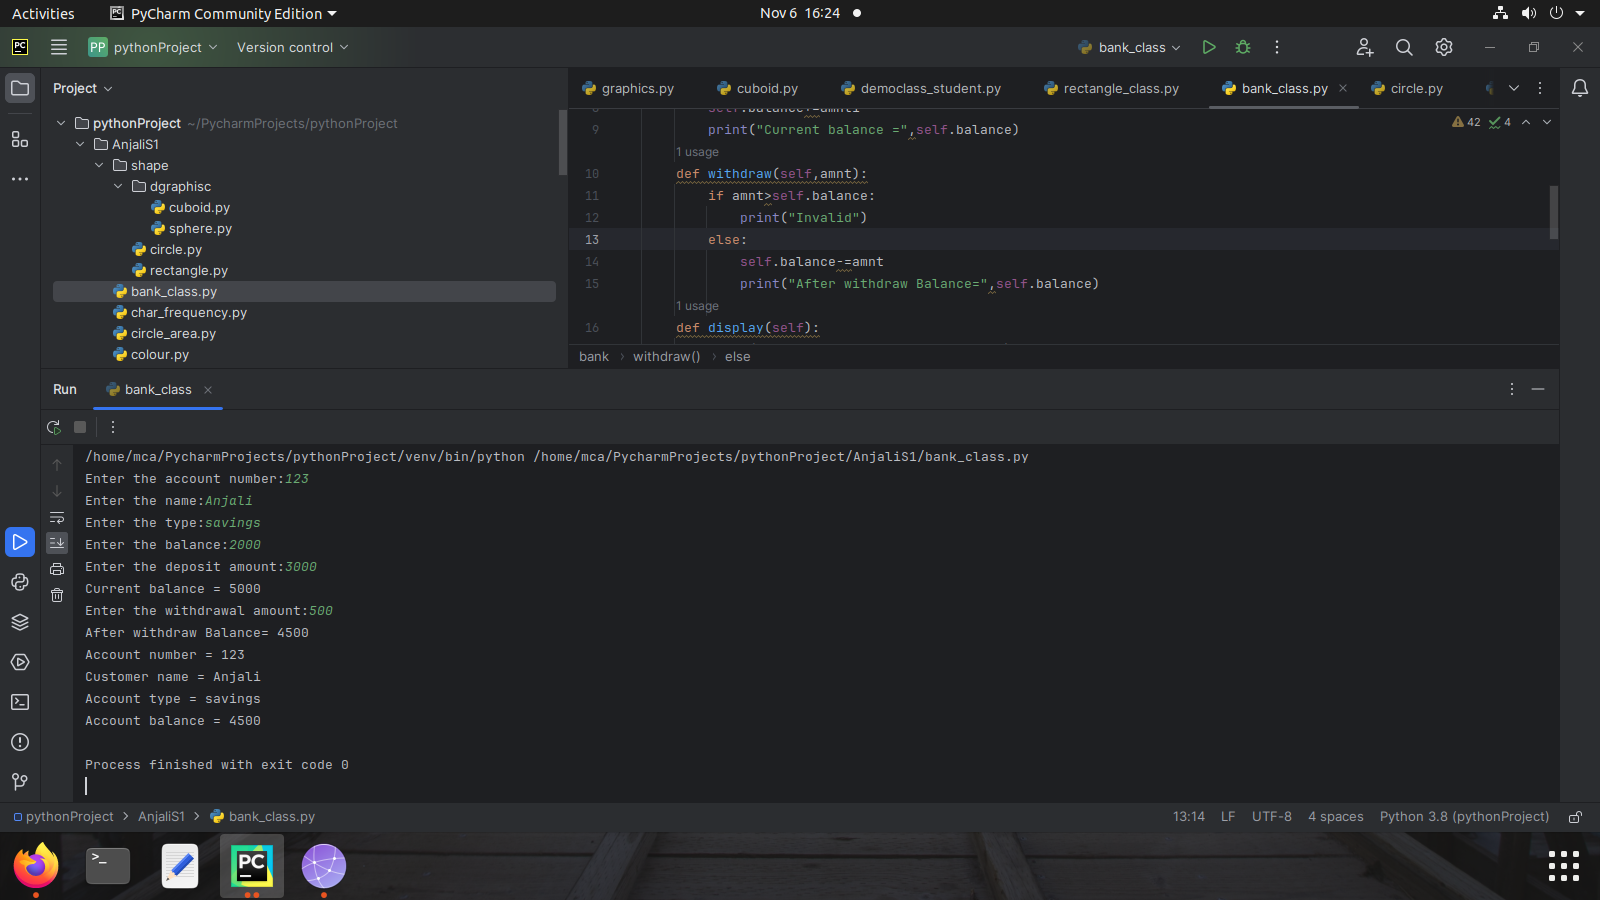 Activities PyCharm Community Edition Nov 6 16:24
PC pythonProject Version control bank_class
PP
Project
graphics.py cuboid.py democlass_student.py rectangle_class.py bank_class.py circle.py
pythonProject ~/PycharmProjects/pythonProject
AnjaliS1
shape
dgraphisc
cuboid.py
sphere.py
circle.py
rectangle.py
bank_class.py
char_frequency.py
circle_area.py
colour.py
42 4
9 print("Current balance =",self.balance)
1 usage
10 def withdraw(self,amnt):
11 if amnt>self.balance:
12 print("Invalid")
13 else:
14 self.balance-=amnt
15 print("After withdraw Balance=",self.balance)
1 usage
16 def display(self):
bank › withdraw() › else
Run bank_class
/home/mca/PycharmProjects/pythonProject/venv/bin/python /home/mca/PycharmProjects/pythonProject/AnjaliS1/bank_class.py
Enter the account number:123
Enter the name:Anjali
Enter the type:savings
Enter the balance:2000
Enter the deposit amount:3000
Current balance = 5000
Enter the withdrawal amount:500
After withdraw Balance= 4500
Account number = 123
Customer name = Anjali
Account type = savings
Account balance = 4500
Process finished with exit code 0
pythonProject > AnjaliS1 > bank_class.py 13:14 LF UTF-8 4 spaces Python 3.8 (pythonProject)
>_ PC